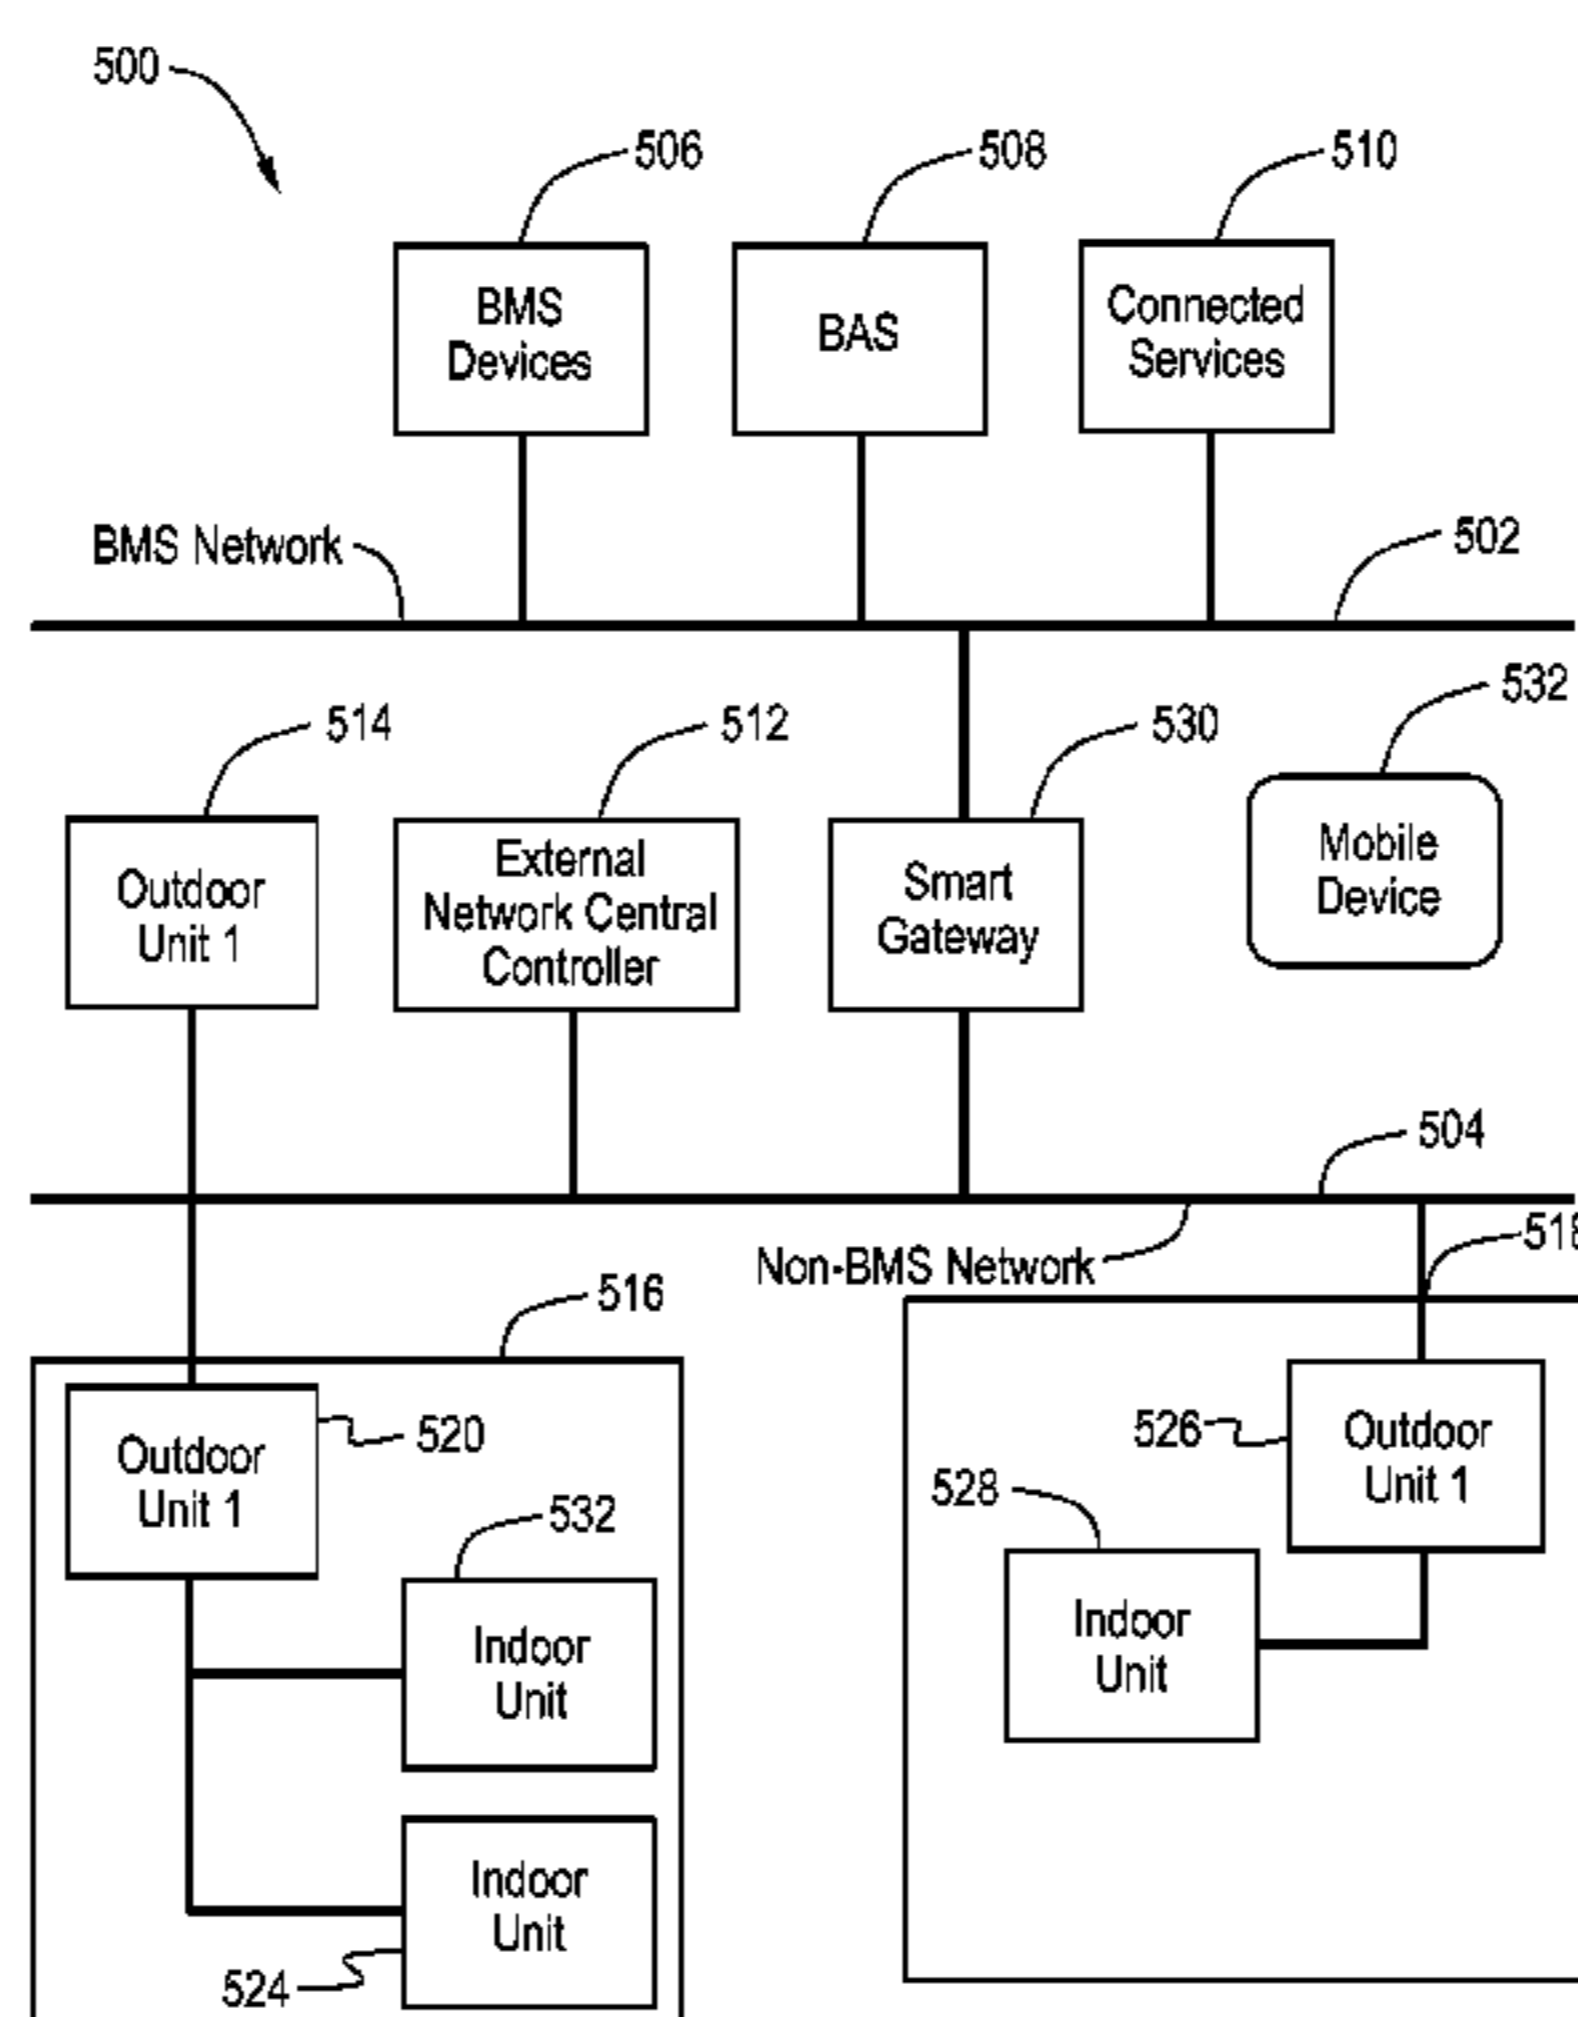 500
506
508
510
BMS
Devices
BAS
Connected
Services
BMS Network
502
532
514
512
530
Outdoor
Unit 1
External
Network Central
Controller
Smart
Gateway
Mobile
Device
504
518
Non-BMS Network
516
Outdoor
Unit 1
520
526
Outdoor
Unit 1
528
532
Indoor
Unit
Indoor
Unit
Indoor
Unit
524